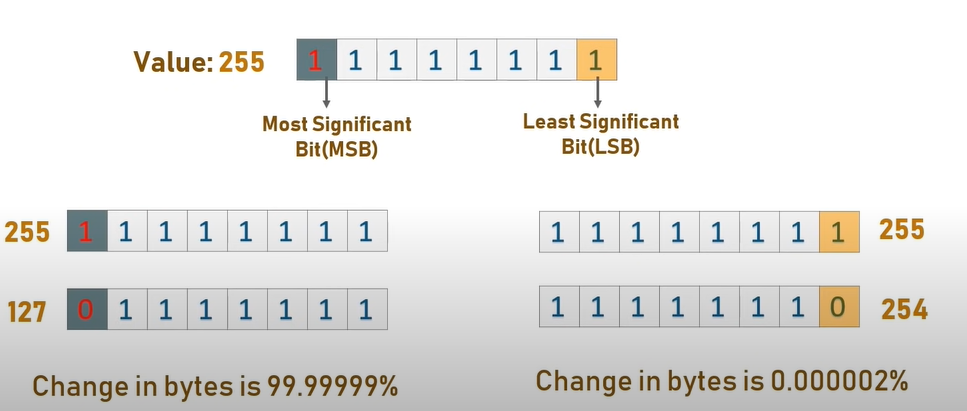 Value: 255 1 1 1 1 1 1 1 1
Most Significant
Bit(MSB)
Least Significant
Bit(LSB)
255 1 1 1 1 1 1 1 1
1 1 1 1 1 1 1 1 255
127 0 1 1 1 1 1 1 1
1 1 1 1 1 1 1 0 254
Change in bytes is 99.99999%
Change in bytes is 0.000002%